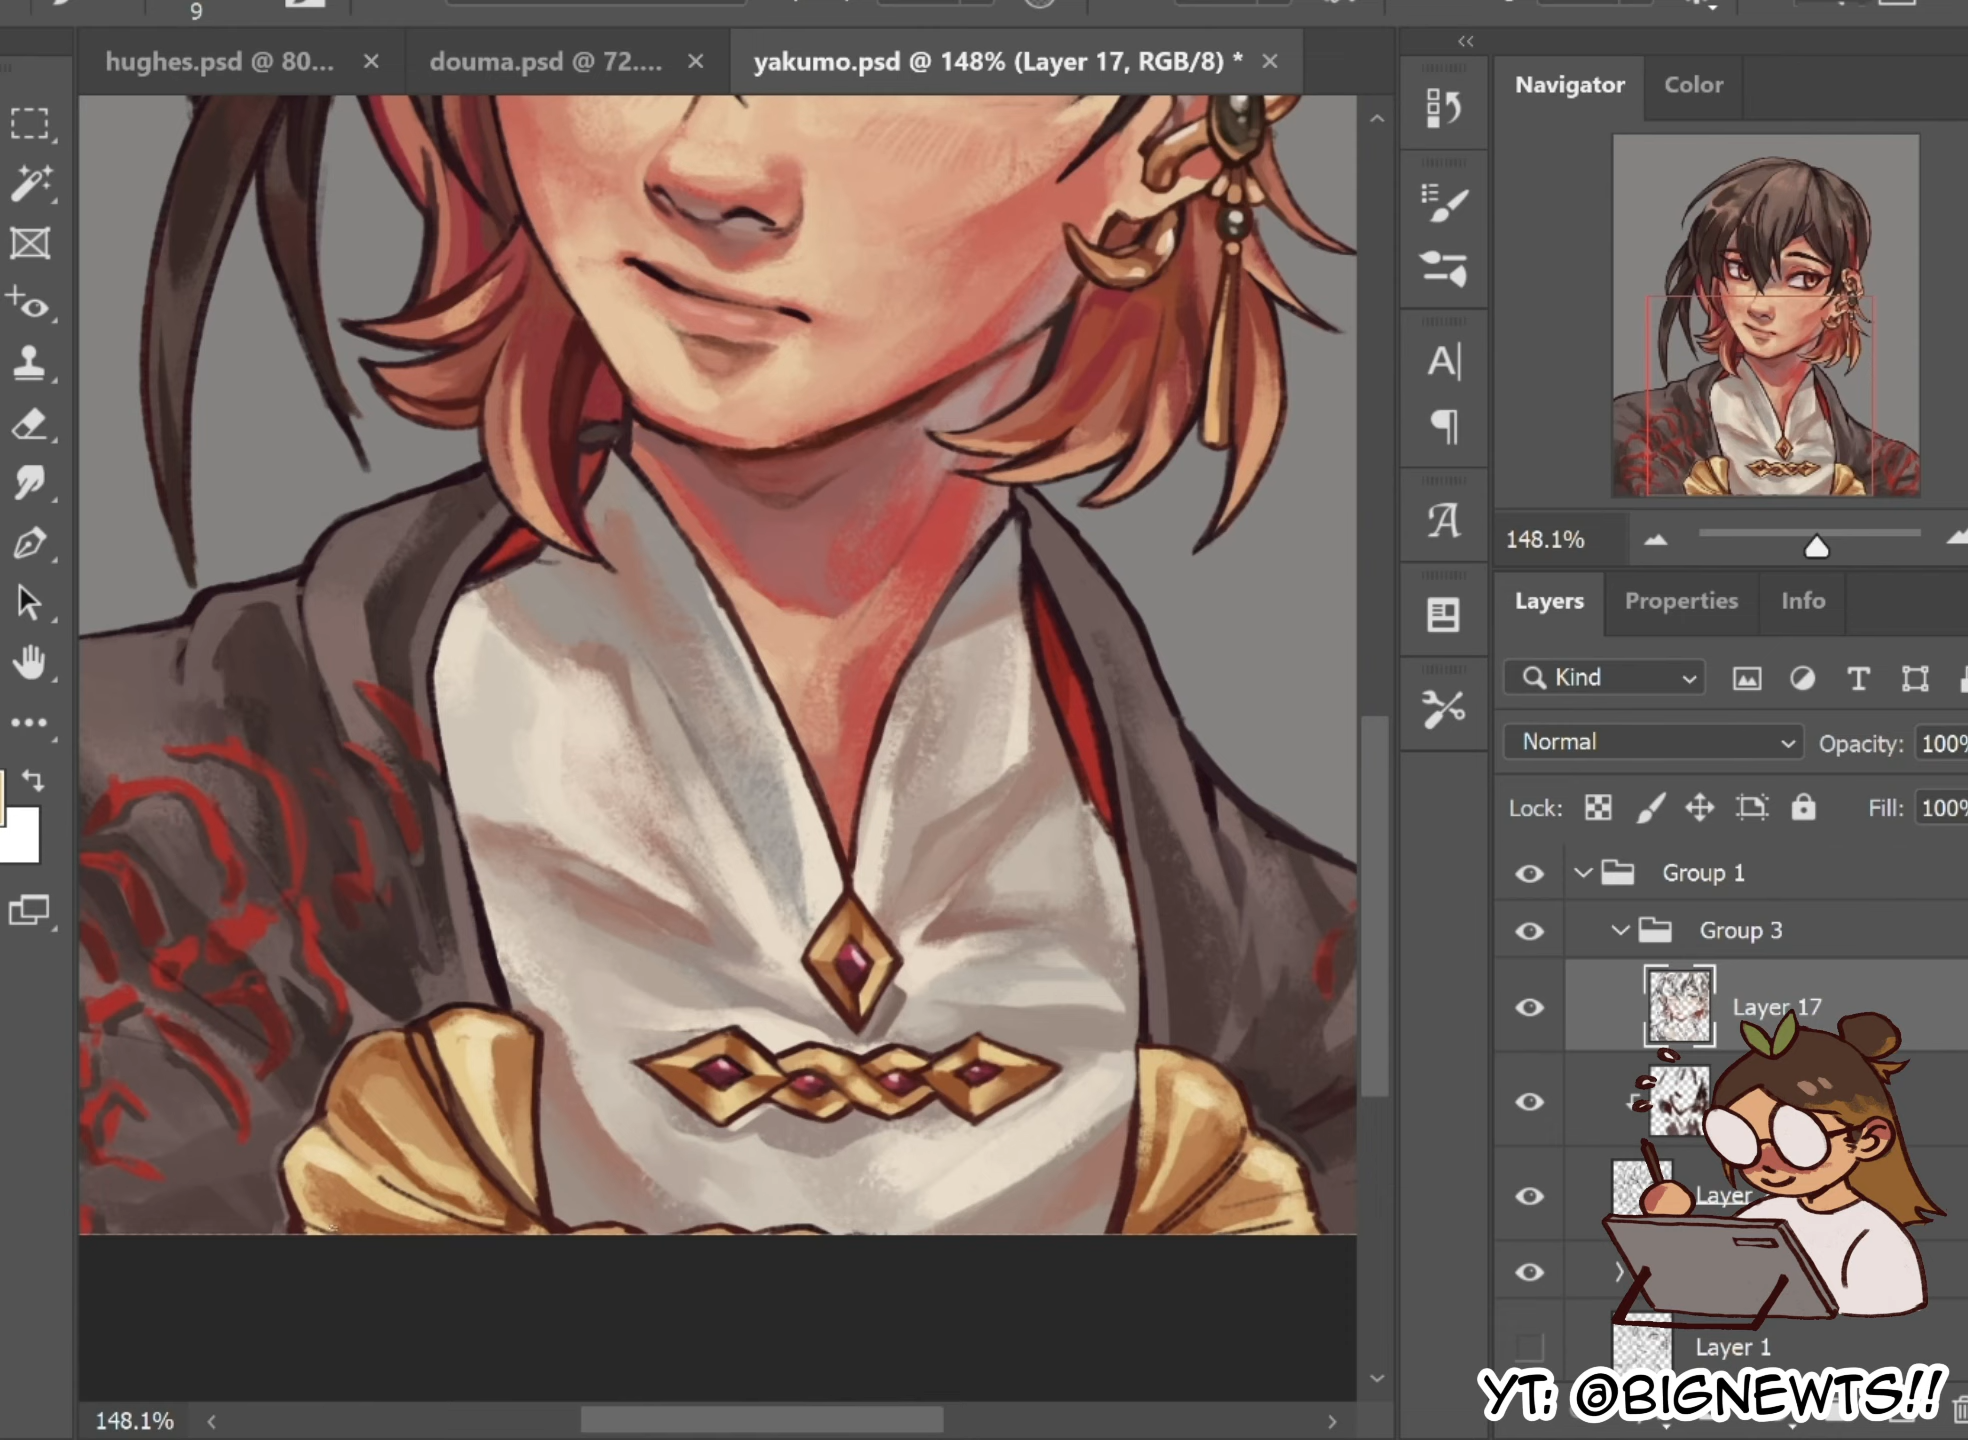 9
hughes.psd @ 80...
douma.psd @ 72....
yakumo.psd @ 148% (Layer 17, RGB/8) *
Navigator
Color
148.1%
Layers
Properties
Info
Kind
Normal
Opacity:
100%
Lock:
Fill:
100%
Group 1
Group 3
Layer 17
Layer
Layer 1
148.1%
YT: @BIGNEWTS!!